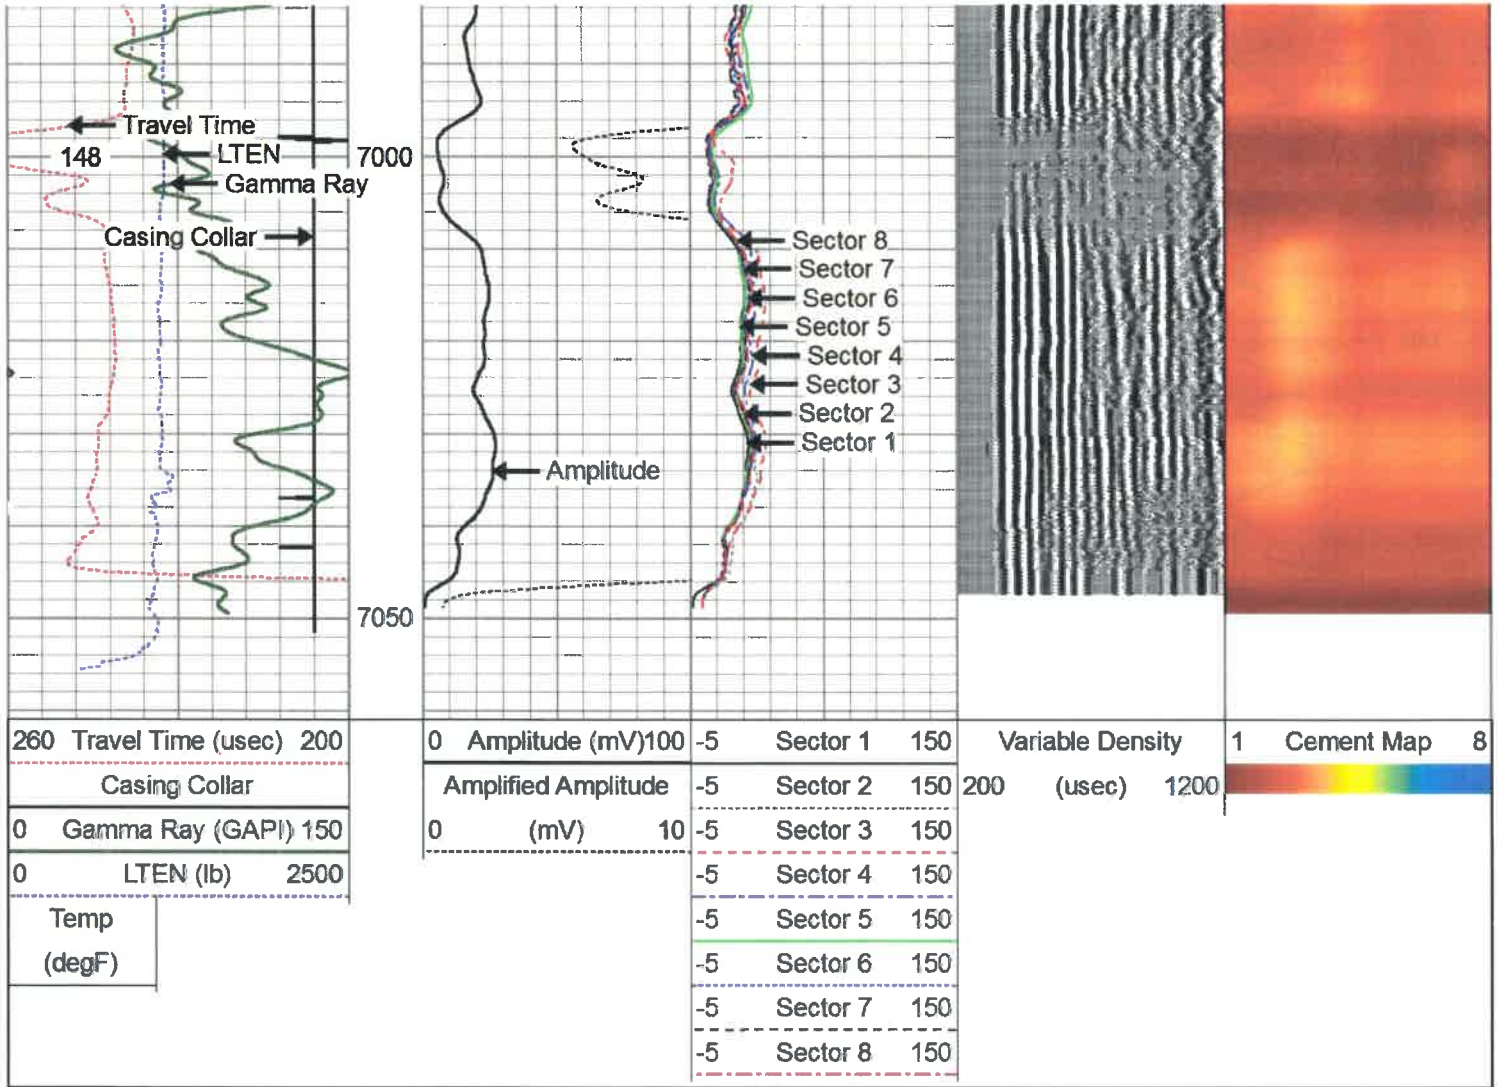 Travel Time
148
LTEN
7000
Gamma Ray
Casing Collar
Sector 8
Sector 7
Sector 6
Sector 5
Sector 4
Sector 3
Sector 2
Sector 1
Amplitude
7050
260 Travel Time (usec) 200
Casing Collar
0 Gamma Ray (GAPI) 150
0 LTEN (lb) 2500
Temp
(degF)
0 Amplitude (mV) 100
Amplified Amplitude
0 (mV) 10
-5 Sector 1 150
-5 Sector 2 150
-5 Sector 3 150
-5 Sector 4 150
-5 Sector 5 150
-5 Sector 6 150
-5 Sector 7 150
-5 Sector 8 150
Variable Density
200 (usec) 1200
1 Cement Map 8